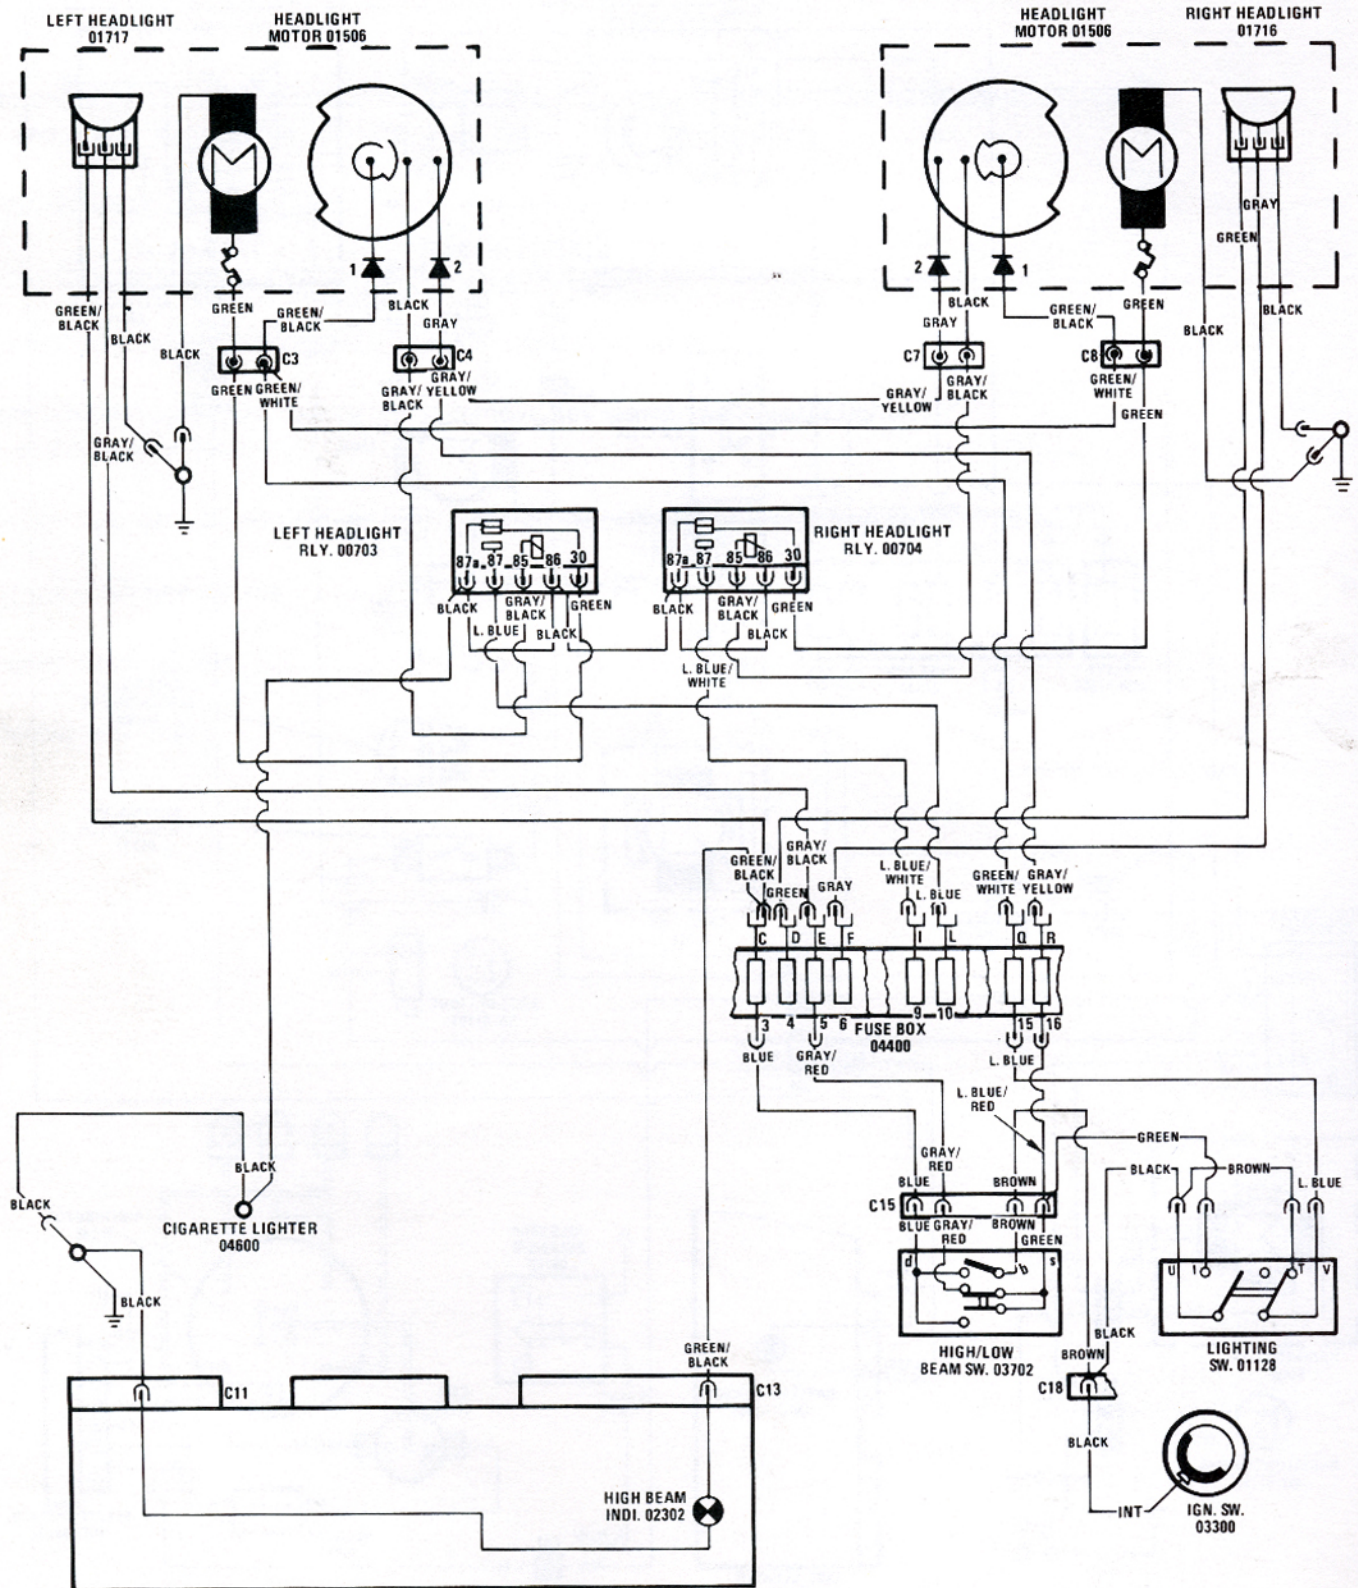 LEFT HEADLIGHT
01717
HEADLIGHT
MOTOR 01506
HEADLIGHT
MOTOR 01506
RIGHT HEADLIGHT
01716
1
2
2
1
GRAY
GREEN
GREEN/
BLACK
BLACK
BLACK
GREEN
GREEN/
BLACK
BLACK
GRAY
GRAY
BLACK
GREEN/
BLACK
GREEN
BLACK
BLACK
C3
C4
C7
C8
GREEN
GREEN/
WHITE
GRAY/
BLACK
GRAY/
YELLOW
GRAY/
YELLOW
GRAY/
BLACK
GREEN/
WHITE
GREEN
GRAY/
BLACK
LEFT HEADLIGHT
RLY. 00703
87a 87 85 86 30
87a 87 85 86 30
RIGHT HEADLIGHT
RLY. 00704
BLACK
L. BLUE
GRAY/
BLACK
BLACK
GREEN
BLACK
L. BLUE/
WHITE
GRAY/
BLACK
BLACK
GREEN
GREEN/
BLACK
GREEN
GRAY/
BLACK
GRAY
L. BLUE/
WHITE
L. BLUE
GREEN/
WHITE
GRAY/
YELLOW
C D E F I L Q R
3 4 5 6 9 10 15 16
FUSE BOX
04400
BLUE
GRAY/
RED
L. BLUE
L. BLUE/
RED
GREEN
GRAY/
RED
BLUE
BROWN
BLACK
BROWN
L. BLUE
C15
BLUE
GRAY/
RED
BROWN
GREEN
d b s
HIGH/LOW
BEAM SW. 03702
U 1 T V
LIGHTING
SW. 01128
BLACK
BLACK
CIGARETTE LIGHTER
04600
BLACK
GREEN/
BLACK
BLACK
BROWN
C11
C13
C18
BLACK
INT
IGN. SW.
03300
HIGH BEAM
INDI. 02302